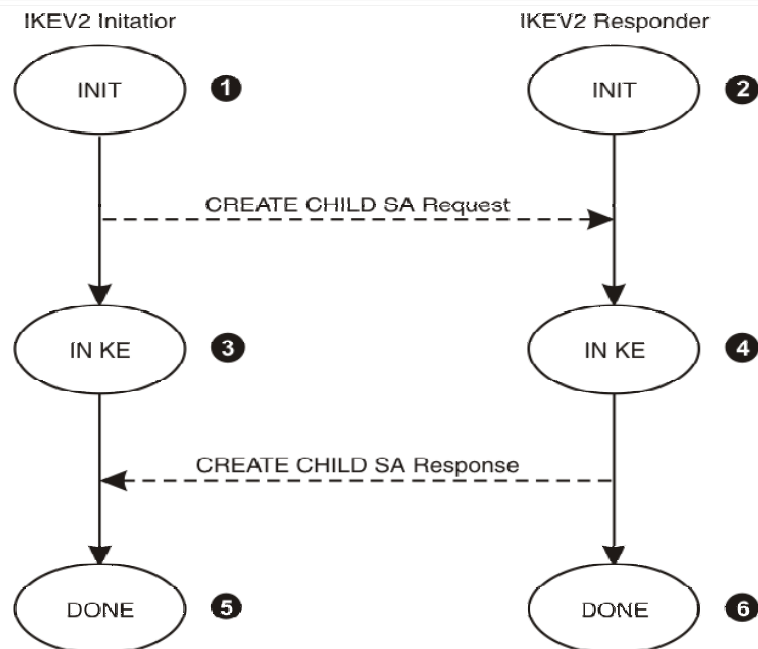 IKEV2 Initatior
IKEV2 Responder
INIT
1
INIT
2
CREATE CHILD SA Request
IN KE
3
IN KE
4
CREATE CHILD SA Response
DONE
5
DONE
6